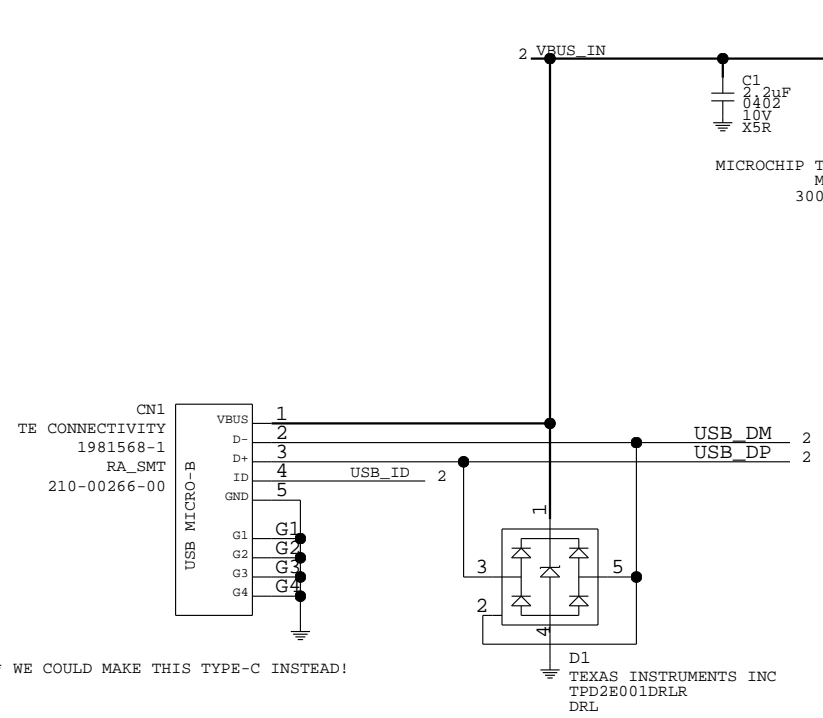 2 VBUS_IN
C1
2.2uF
0402
10V
X5R
MICROCHIP T
M
300
CN1
TE CONNECTIVITY
1981568-1
RA_SMT
210-00266-00
USB MICRO-B
VBUS 1
D- 2
D+ 3
ID 4
GND 5
G1 G1
G2 G2
G3 G3
G4 G4
USB_ID 2
USB_DM 2
USB_DP 2
1
3
5
2
4
D1
TEXAS INSTRUMENTS INC
TPD2E001DRLR
DRL
WE COULD MAKE THIS TYPE-C INSTEAD!